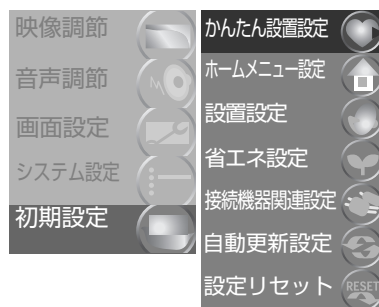 映像調節
音声調節
画面設定
システム設定
初期設定
かんたん設置設定
ホームメニュー設定
設置設定
省エネ設定
接続機器関連設定
自動更新設定
設定リセット
RESET